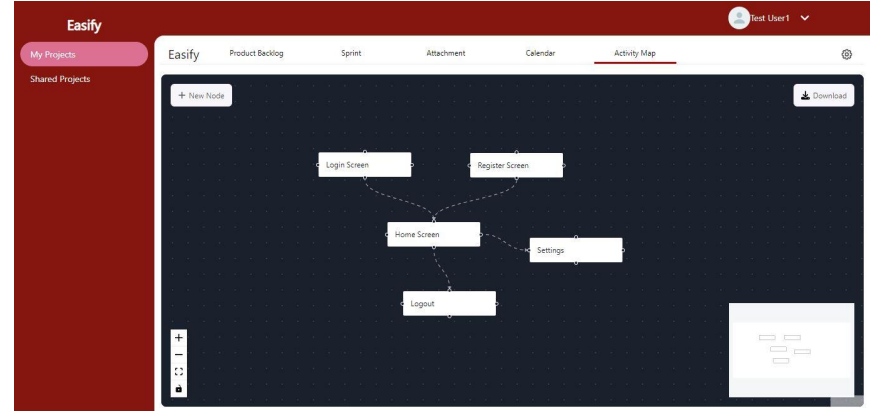 Easify
Test User1
My Projects
Shared Projects
Easify
Product Backlog
Sprint
Attachment
Calendar
Activity Map
+ New Node
Download
Login Screen
Register Screen
Home Screen
Settings
Logout